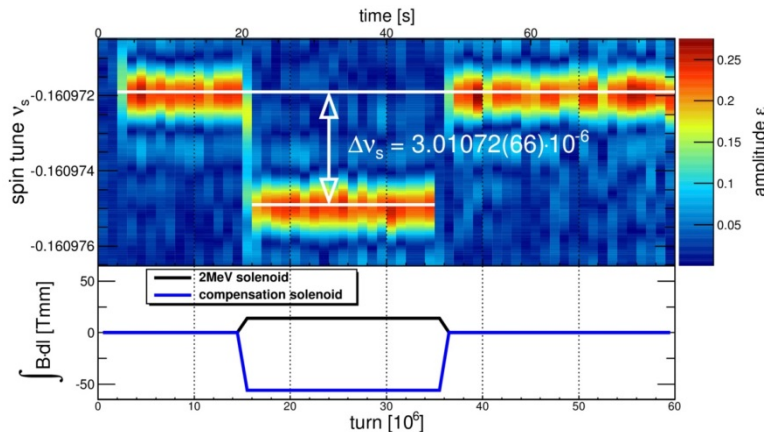 time [s]
0 20 40 60
spin tune νs
-0.160972
-0.160974
-0.160976
Δνs = 3.01072(66)·10⁻⁶
0.25
0.2
0.15
0.1
0.05
amplitude ε
∫ B·dl [Tmm]
50
0
-50
2MeV solenoid
compensation solenoid
0 10 20 30 40 50 60
turn [10⁶]